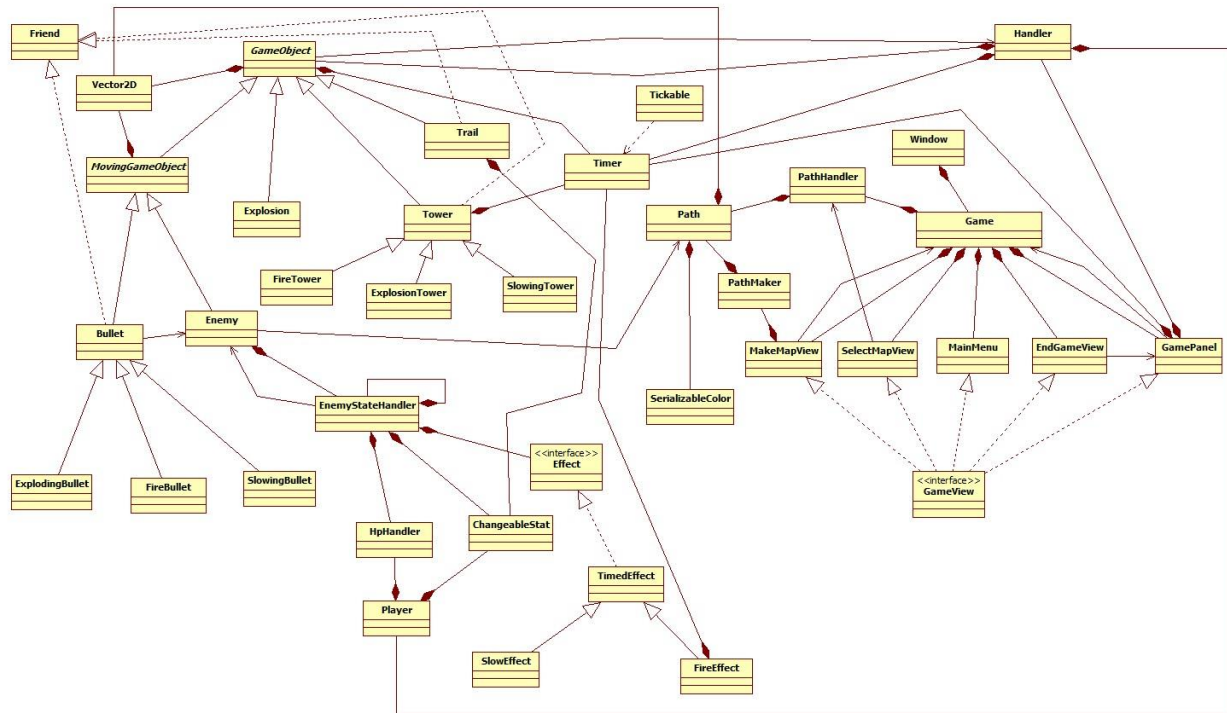 Friend
GameObject
Handler
Vector2D
Tickable
Trail
Window
MovingGameObject
Timer
PathHandler
Explosion
Tower
Path
Game
FireTower
ExplosionTower
SlowingTower
PathMaker
Bullet
Enemy
MakeMapView
SelectMapView
MainMenu
EndGameView
GamePanel
EnemyStateHandler
SerializableColor
<<interface>>
Effect
ExplodingBullet
FireBullet
SlowingBullet
<<interface>>
GameView
HpHandler
ChangeableStat
TimedEffect
Player
SlowEffect
FireEffect